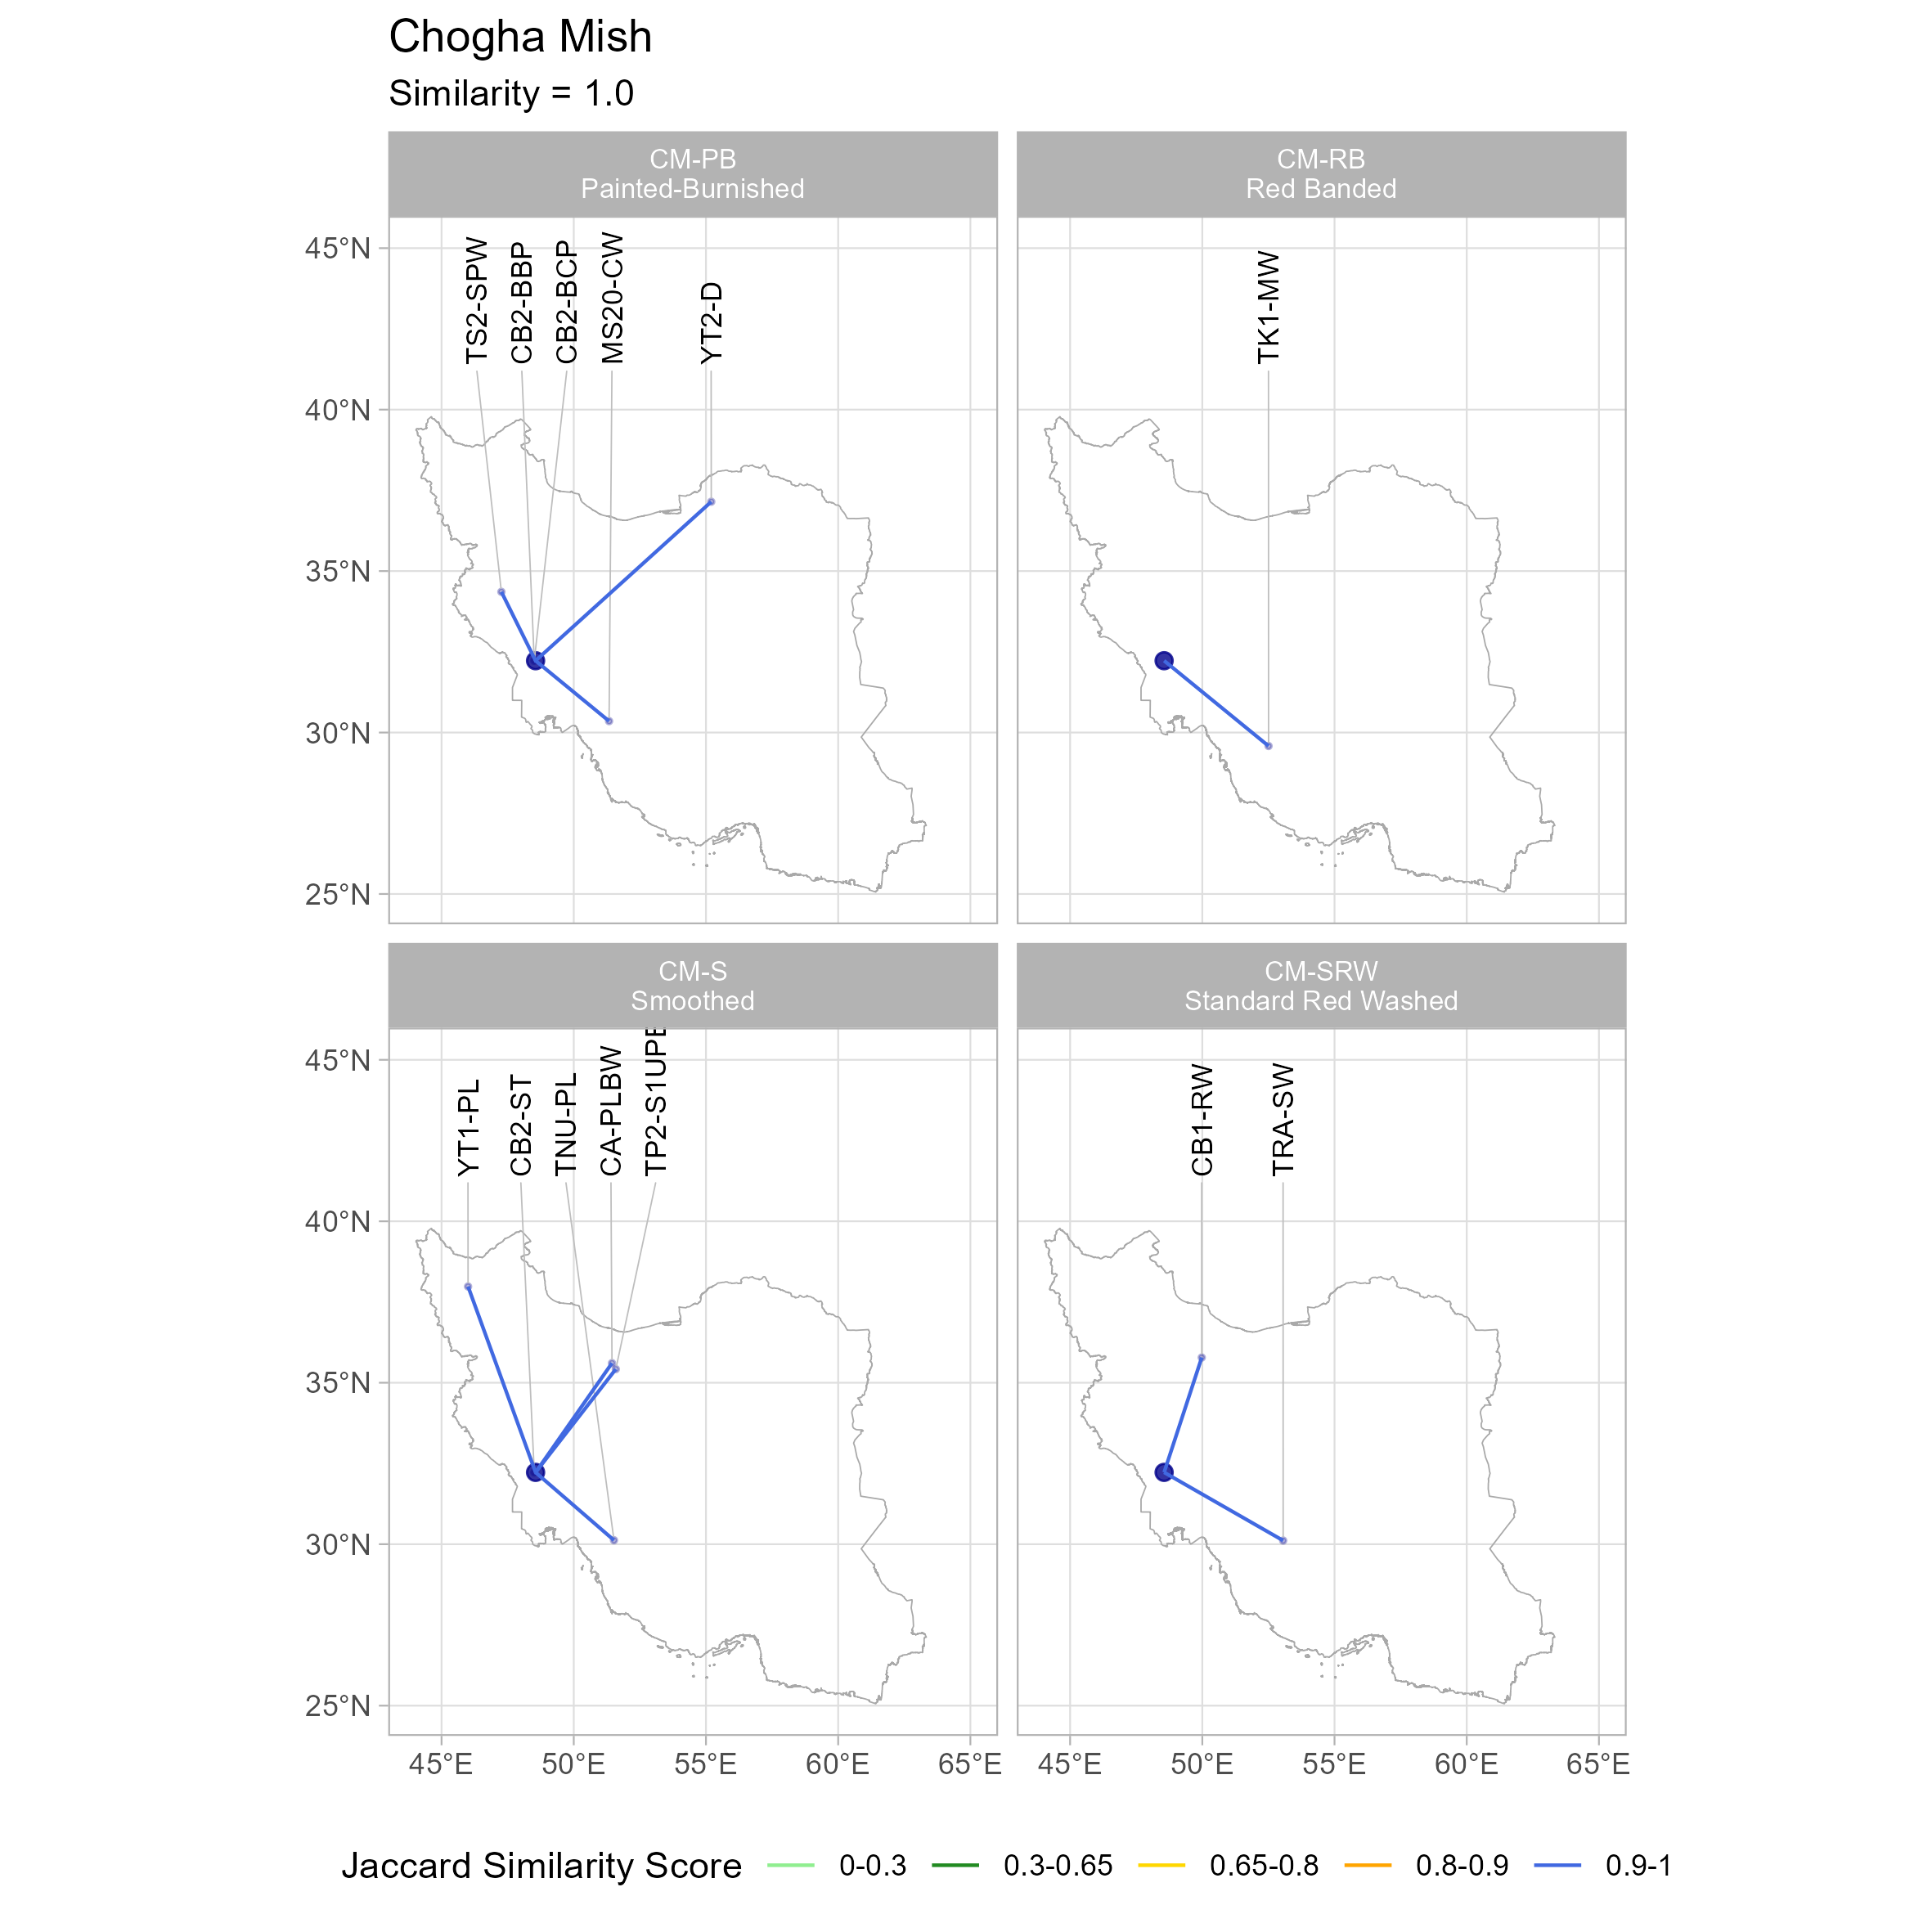 Chogha Mish
Similarity = 1.0
CM-PB
Painted-Burnished
CM-RB
Red Banded
45°N
40°N
35°N
30°N
25°N
TS2-SPW
CB2-BBP
CB2-BCP
MS20-CW
YT2-D
TK1-MW
CM-S
Smoothed
CM-SRW
Standard Red Washed
45°N
40°N
35°N
30°N
25°N
YT1-PL
CB2-ST
TNU-PL
CA-PLBW
CB1-RW
TRA-SW
45°E
50°E
55°E
60°E
65°E
45°E
50°E
55°E
60°E
65°E
Jaccard Similarity Score
0-0.3
0.3-0.65
0.65-0.8
0.8-0.9
0.9-1